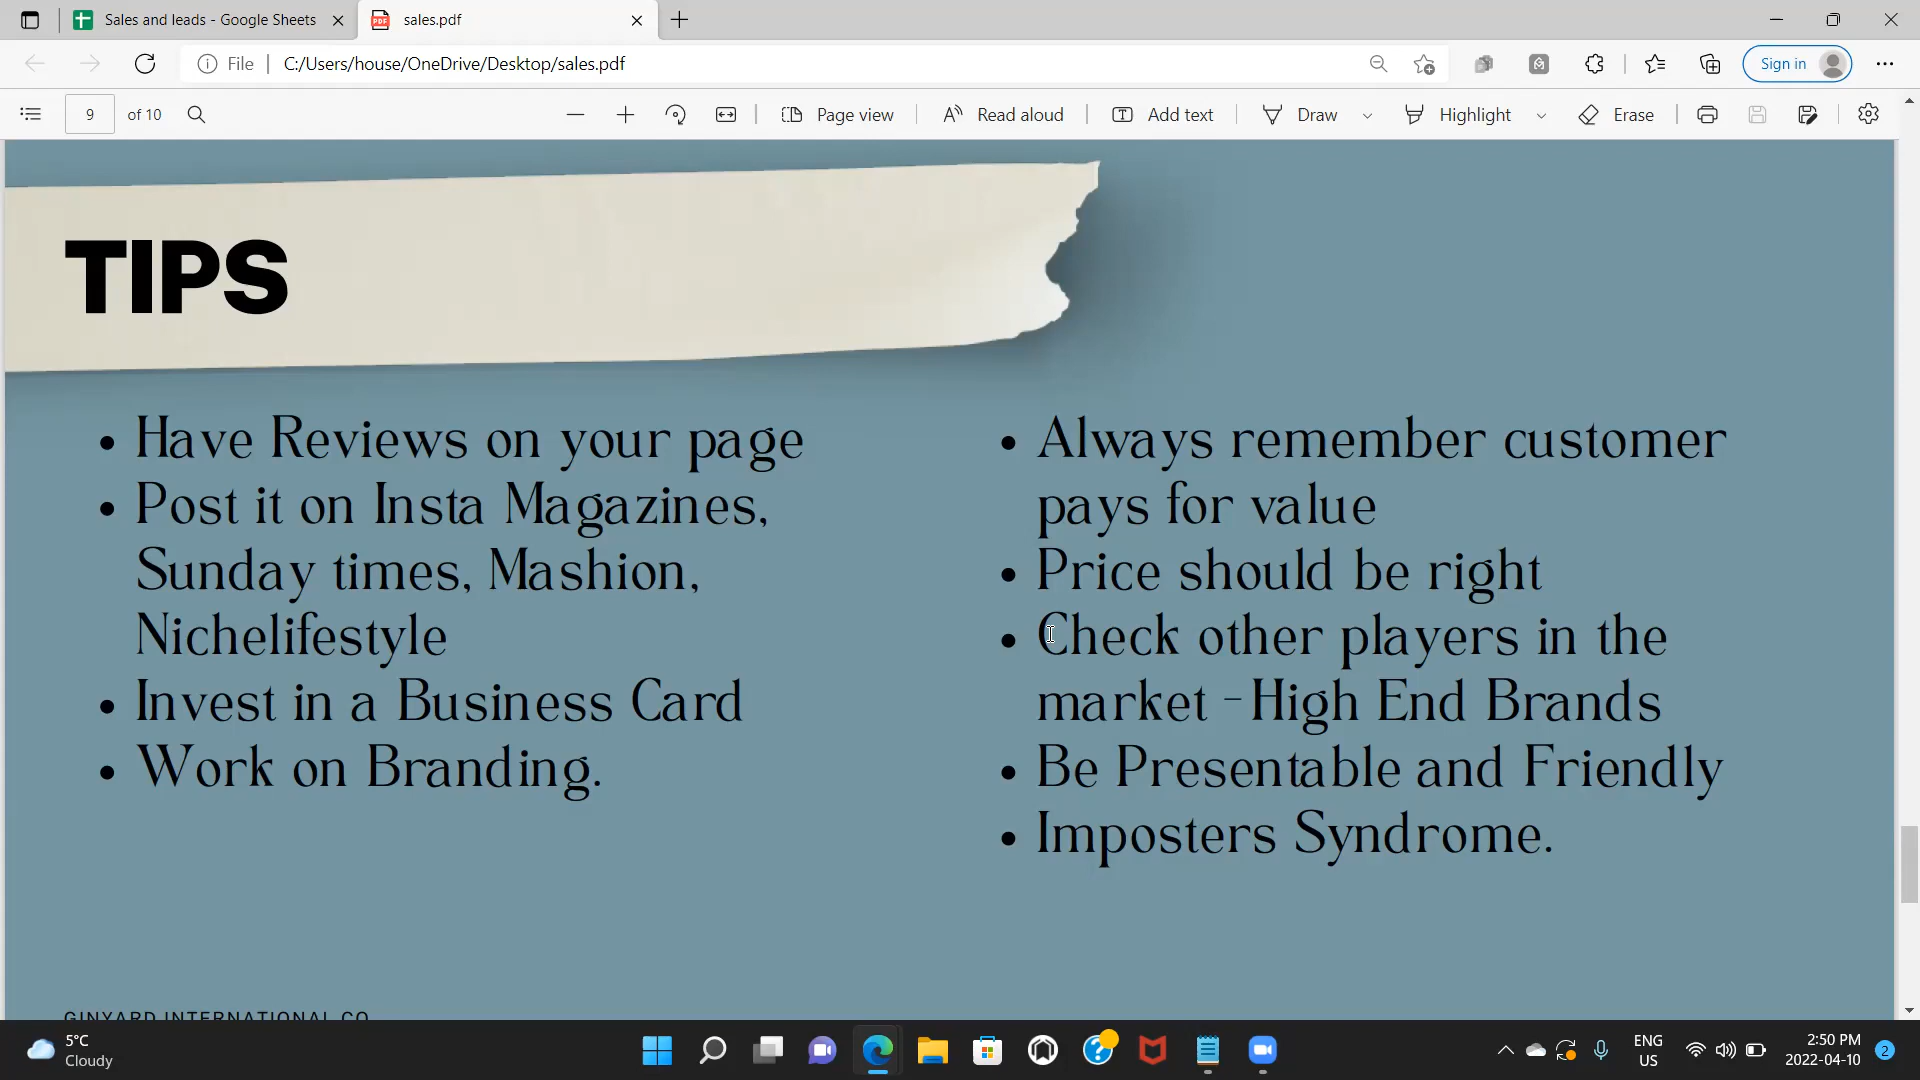 Sales and leads - Google Sheets
sales.pdf
File
C:/Users/house/OneDrive/Desktop/sales.pdf
Sign in
9
of 10
Page view
Read aloud
Add text
Draw
Highlight
Erase
TIPS
• Have Reviews on your page
• Post it on Insta Magazines,
Sunday times, Mashion,
Nichelifestyle
• Invest in a Business Card
• Work on Branding.
• Always remember customer
pays for value
• Price should be right
• Check other players in the
market -High End Brands
• Be Presentable and Friendly
• Imposters Syndrome.
GINYARD INTERNATIONAL CO
5°C
Cloudy
ENG
US
2:50 PM
2022-04-10
2